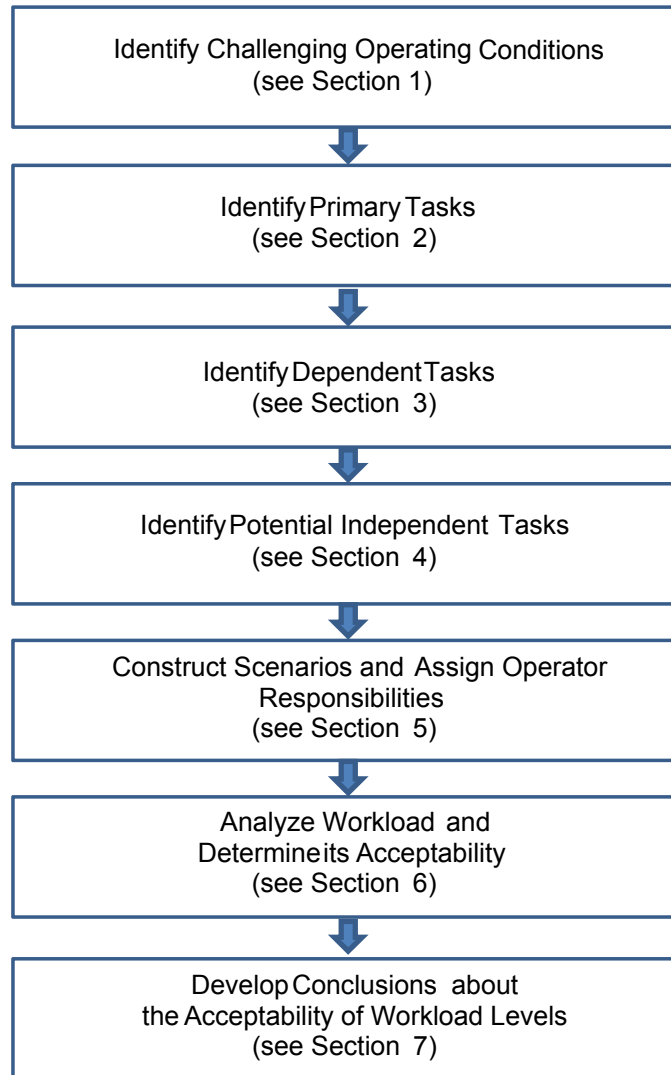 Identify Challenging Operating Conditions
(see Section 1)
Identify Primary Tasks
(see Section 2)
Identify Dependent Tasks
(see Section 3)
Identify Potential Independent Tasks
(see Section 4)
Construct Scenarios and Assign Operator
Responsibilities
(see Section 5)
Analyze Workload and
Determine its Acceptability
(see Section 6)
Develop Conclusions about
the Acceptability of Workload Levels
(see Section 7)